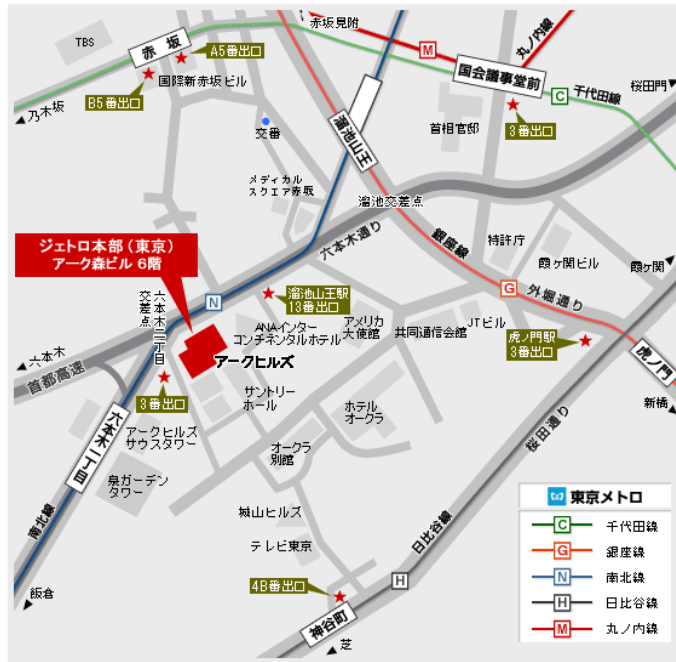 TBS
赤坂
A5番出口
赤坂見附
M
丸ノ内線
国会議事堂前
C
千代田線
桜田門
B5番出口
国際新赤坂ビル
乃木坂
交番
溜池山王
首相官邸
3番出口
メディカル
スクエア赤坂
溜池交差点
六本木通り
銀座線
特許庁
霞ヶ関ビル
霞ヶ関
ジェトロ本部(東京)
アーク森ビル 6階
六本木二丁目
交差点
N
溜池山王駅
13番出口
G
外堀通り
ANAインター
コンチネンタルホテル
アメリカ
大使館
共同通信会館
JTビル
虎ノ門駅
3番出口
虎ノ門
六本木
首都高速
アークヒルズ
3番出口
サントリー
ホール
ホテル
オークラ
桜田通り
新橋
六本木一丁目
アークヒルズ
サウスタワー
オークラ
別館
泉ガーデン
タワー
南北線
城山ヒルズ
テレビ東京
日比谷線
飯倉
4B番出口
H
神谷町
芝
東京メトロ
C 千代田線
G 銀座線
N 南北線
H 日比谷線
M 丸ノ内線